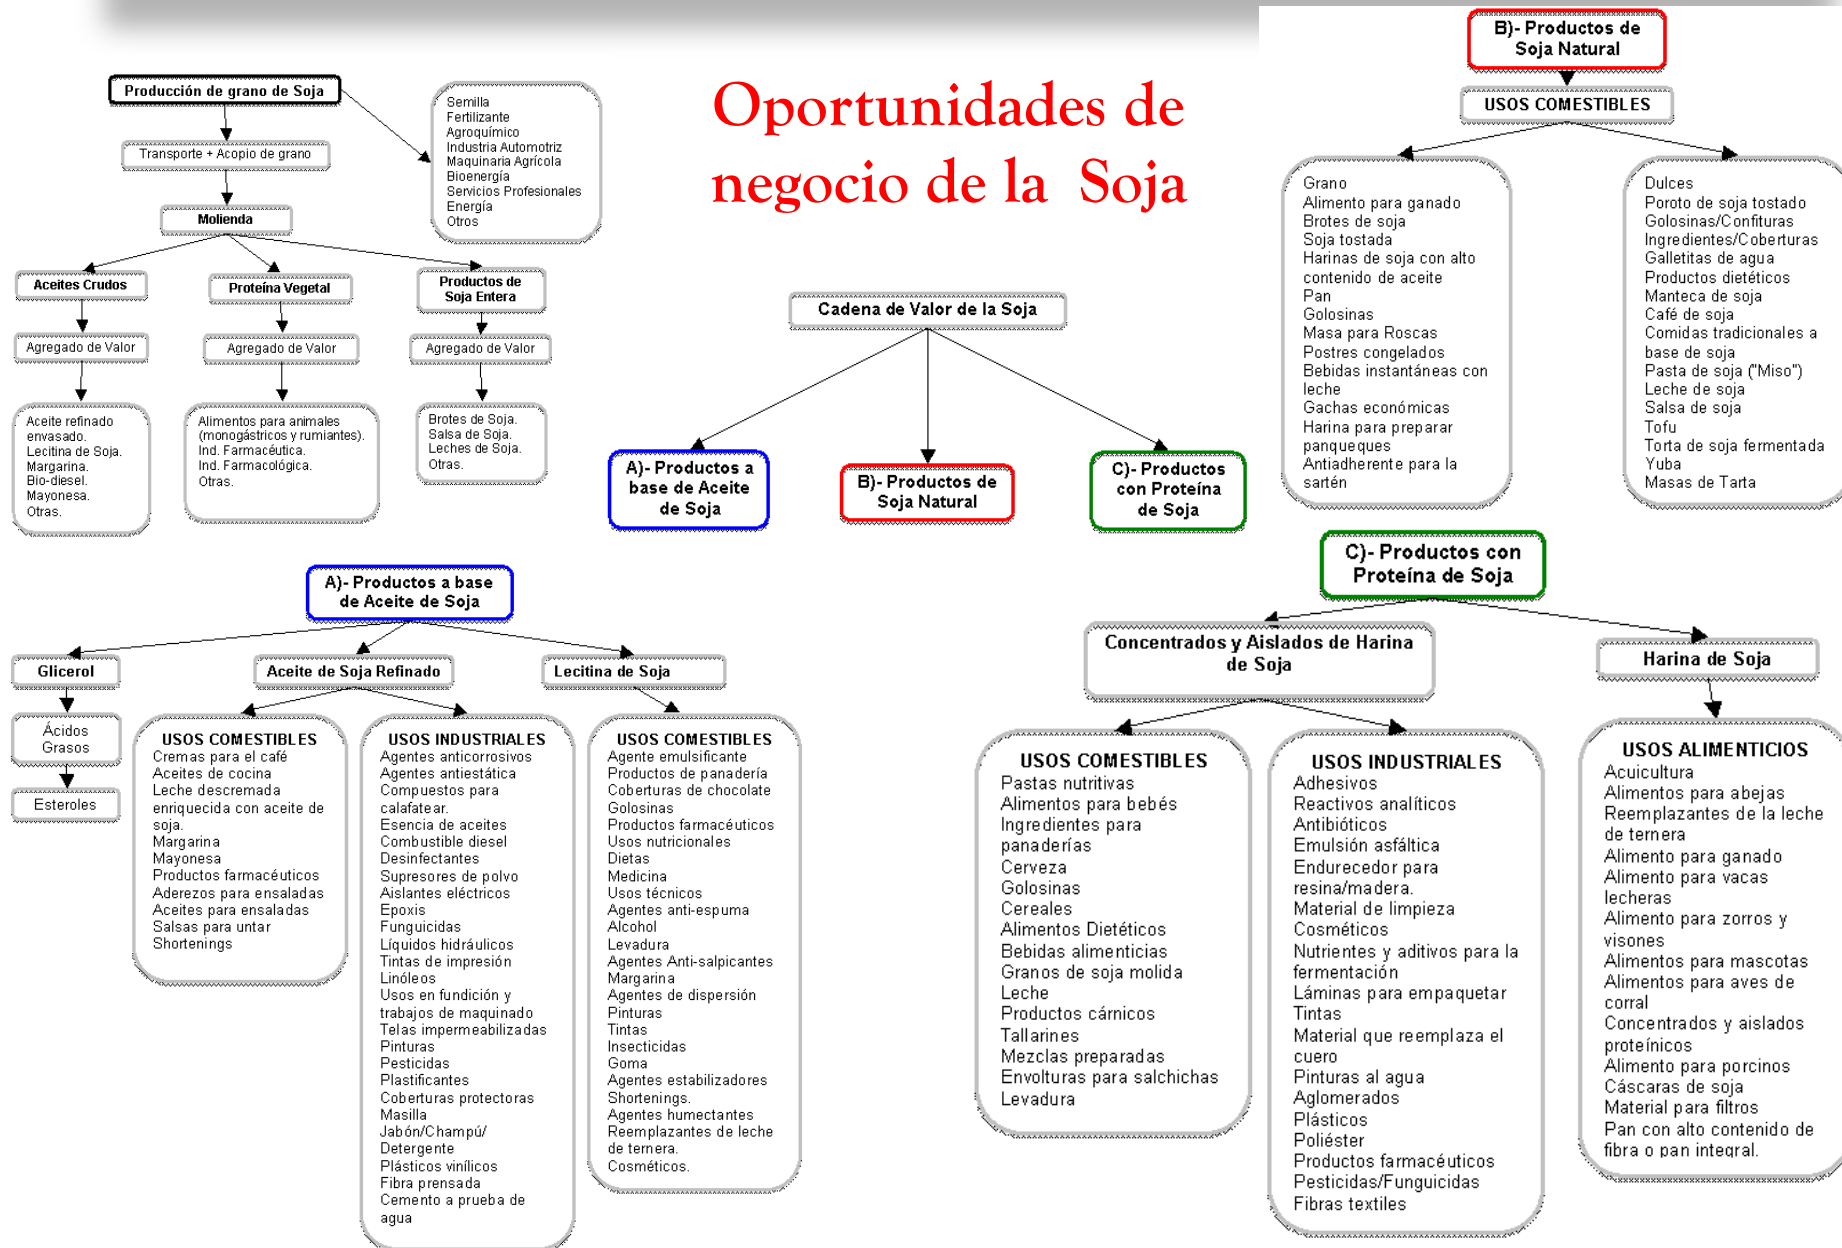 Oportunidades de
negocio de la Soja
Producción de grano de Soja
Semilla
Fertilizante
Agroquímico
Industria Automotriz
Maquinaria Agrícola
Bioenergía
Servicios Profesionales
Energía
Otros
Transporte + Acopio de grano
Molienda
Aceites Crudos
Proteína Vegetal
Productos de
Soja Entera
Agregado de Valor
Agregado de Valor
Agregado de Valor
Aceite refinado
envasado.
Lecitina de Soja.
Margarina.
Bio-diesel.
Mayonesa.
Otras.
Alimentos para animales
(monogástricos y rumiantes).
Ind. Farmacéutica.
Ind. Farmacológica.
Otras.
Brotes de Soja.
Salsa de Soja.
Leches de Soja.
Otras.
Cadena de Valor de la Soja
A)- Productos a
base de Aceite
de Soja
B)- Productos de
Soja Natural
C)- Productos
con Proteína
de Soja
B)- Productos de
Soja Natural
USOS COMESTIBLES
Grano
Alimento para ganado
Brotes de soja
Soja tostada
Harinas de soja con alto
contenido de aceite
Pan
Golosinas
Masa para Roscas
Postres congelados
Bebidas instantáneas con
leche
Gachas económicas
Harina para preparar
panqueques
Antiadherente para la
sartén
Dulces
Poroto de soja tostado
Golosinas/Confituras
Ingredientes/Coberturas
Galletitas de agua
Productos dietéticos
Manteca de soja
Café de soja
Comidas tradicionales a
base de soja
Pasta de soja ("Miso")
Leche de soja
Salsa de soja
Tofu
Torta de soja fermentada
Yuba
Masas de Tarta
A)- Productos a base
de Aceite de Soja
Glicerol
Ácidos
Grasos
Esteroles
Aceite de Soja Refinado
Lecitina de Soja
USOS COMESTIBLES
Cremas para el café
Aceites de cocina
Leche descremada
enriquecida con aceite de
soja.
Margarina
Mayonesa
Productos farmacéuticos
Aderezos para ensaladas
Aceites para ensaladas
Salsas para untar
Shortenings
USOS INDUSTRIALES
Agentes anticorrosivos
Agentes antiestática
Compuestos para
calafatear.
Esencia de aceites
Combustible diesel
Desinfectantes
Supresores de polvo
Aislantes eléctricos
Epoxis
Funguicidas
Líquidos hidráulicos
Tintas de impresión
Linóleos
Usos en fundición y
trabajos de maquinado
Telas impermeabilizadas
Pinturas
Pesticidas
Plastificantes
Coberturas protectoras
Masilla
Jabón/Champú/
Detergente
Plásticos vinílicos
Fibra prensada
Cemento a prueba de
agua
USOS COMESTIBLES
Agente emulsificante
Productos de panadería
Coberturas de chocolate
Golosinas
Productos farmacéuticos
Usos nutricionales
Dietas
Medicina
Usos técnicos
Agentes anti-espuma
Alcohol
Levadura
Agentes Anti-salpicantes
Margarina
Agentes de dispersión
Pinturas
Tintas
Insecticidas
Goma
Agentes estabilizadores
Shortenings.
Agentes humectantes
Reemplazantes de leche
de ternera.
Cosméticos.
C)- Productos con
Proteína de Soja
Concentrados y Aislados de Harina
de Soja
Harina de Soja
USOS COMESTIBLES
Pastas nutritivas
Alimentos para bebés
Ingredientes para
panaderías
Cerveza
Golosinas
Cereales
Alimentos Dietéticos
Bebidas alimenticias
Granos de soja molida
Leche
Productos cárnicos
Tallarines
Mezclas preparadas
Envolturas para salchichas
Levadura
USOS INDUSTRIALES
Adhesivos
Reactivos analíticos
Antibióticos
Emulsión asfáltica
Endurecedor para
resina/madera.
Material de limpieza
Cosméticos
Nutrientes y aditivos para la
fermentación
Láminas para empaquetar
Tintas
Material que reemplaza el
cuero
Pinturas al agua
Aglomerados
Plásticos
Poliéster
Productos farmacéuticos
Pesticidas/Funguicidas
Fibras textiles
USOS ALIMENTICIOS
Acuicultura
Alimentos para abejas
Reemplazantes de la leche
de ternera
Alimento para ganado
Alimento para vacas
lecheras
Alimento para zorros y
visones
Alimentos para mascotas
Alimentos para aves de
corral
Concentrados y aislados
proteínicos
Alimento para porcinos
Cáscaras de soja
Material para filtros
Pan con alto contenido de
fibra o pan integral.